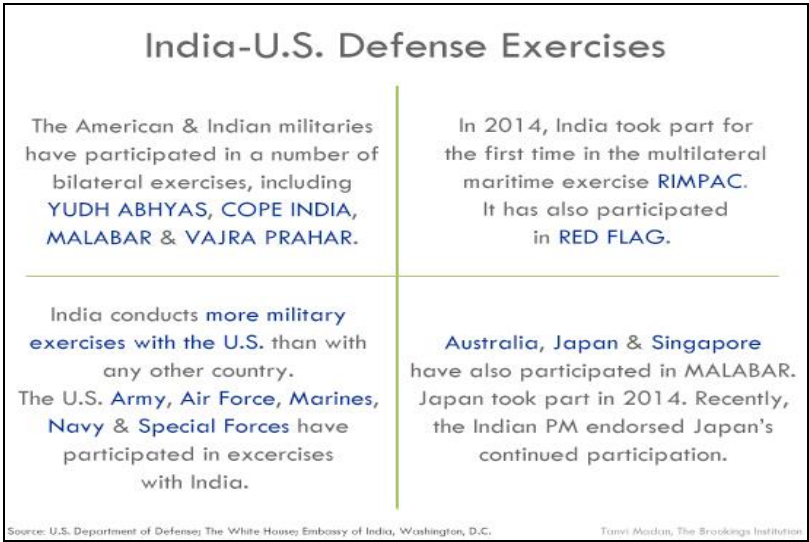 India-U.S. Defense Exercises
The American & Indian militaries
have participated in a number of
bilateral exercises, including
YUDH ABHYAS, COPE INDIA,
MALABAR & VAJRA PRAHAR.
In 2014, India took part for
the first time in the multilateral
maritime exercise RIMPAC.
It has also participated
in RED FLAG.
India conducts more military
exercises with the U.S. than with
any other country.
The U.S. Army, Air Force, Marines,
Navy & Special Forces have
participated in excercises
with India.
Australia, Japan & Singapore
have also participated in MALABAR.
Japan took part in 2014. Recently,
the Indian PM endorsed Japan's
continued participation.
Source: U.S. Department of Defense; The White House; Embassy of India, Washington, D.C.
Tanvi Madan, The Brookings Institution